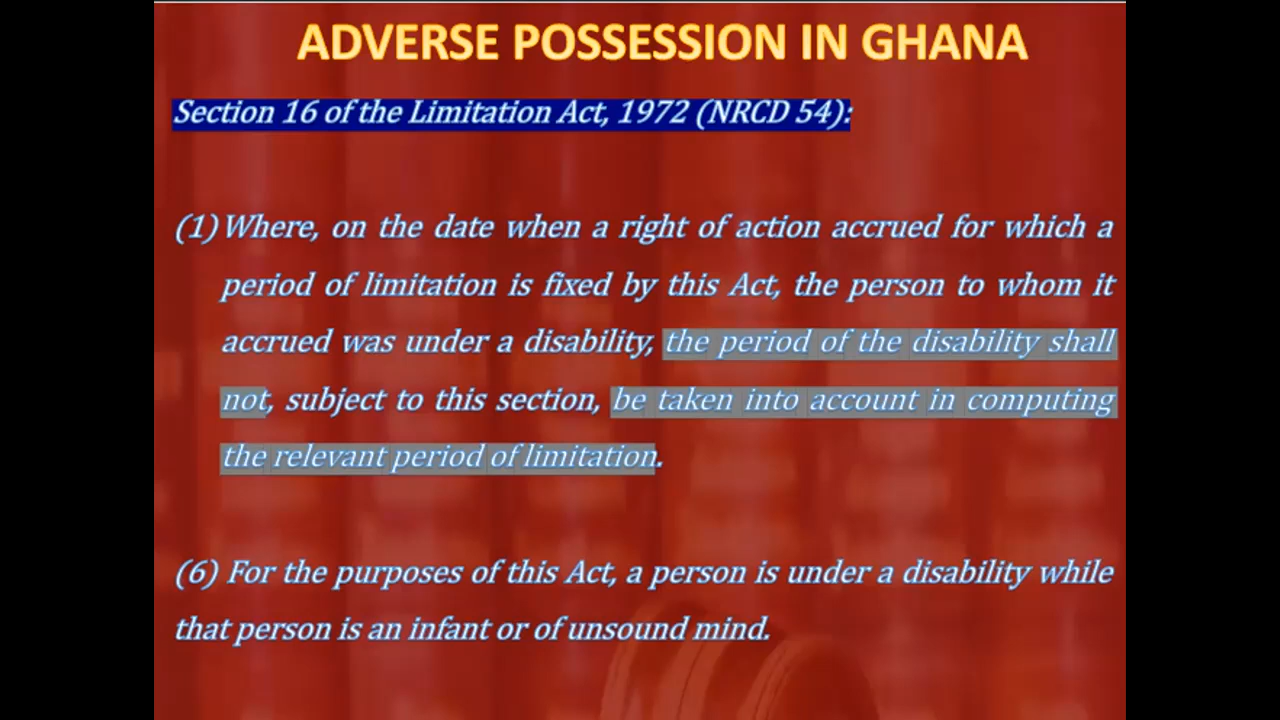 ADVERSE POSSESSION IN GHANA
Section 16 of the Limitation Act, 1972 (NRCD 54):
(1) Where, on the date when a right of action accrued for which a
period of limitation is fixed by this Act, the person to whom it
accrued was under a disability, the period of the disability shall
not, subject to this section, be taken into account in computing
the relevant period of limitation.
(6) For the purposes of this Act, a person is under a disability while
that person is an infant or of unsound mind.